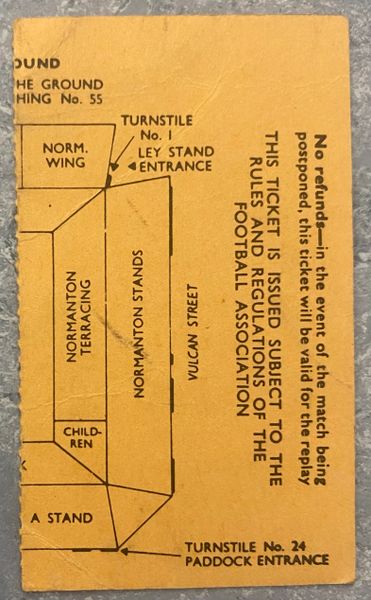 OUND
HE GROUND
HING No. 55
TURNSTILE
No. 1
LEY STAND
ENTRANCE
NORM.
WING
NORMANTON
TERRACING
NORMANTON STANDS
VULCAN STREET
CHILD-
REN
K
A STAND
TURNSTILE No. 24
PADDOCK ENTRANCE
THIS TICKET IS ISSUED SUBJECT TO THE
RULES AND REGULATIONS OF THE
FOOTBALL ASSOCIATION
No refunds—in the event of the match being
postponed, this ticket will be valid for the replay